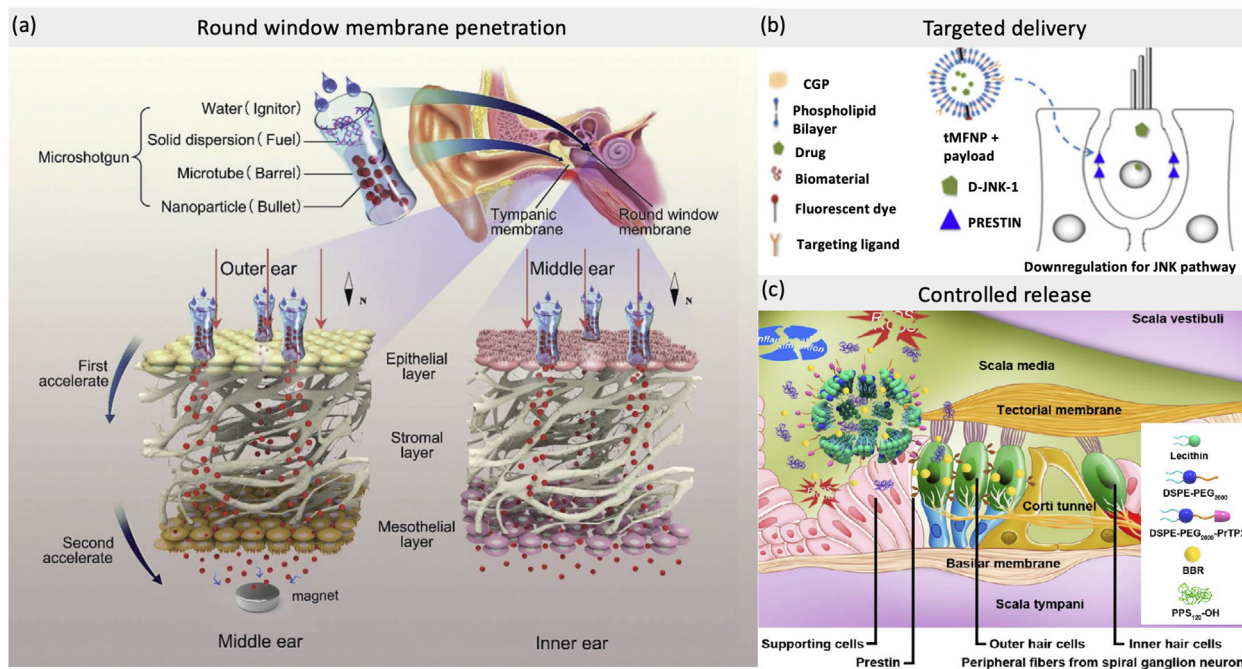 (a)
Round window membrane penetration
Water ( Ignitor)
Solid dispersion ( Fuel )
Microshotgun
Microtube ( Barrel )
Nanoparticle ( Bullet )
Tympanic
membrane
Round window
membrane
Outer ear
Middle ear
N
N
First
accelerate
Epithelial
layer
Stromal
layer
Second
accelerate
Mesothelial
layer
magnet
Middle ear
Inner ear
(b)
Targeted delivery
CGP
Phospholipid
Bilayer
Drug
Biomaterial
Fluorescent dye
Targeting ligand
tMFNP +
payload
D-JNK-1
PRESTIN
Downregulation for JNK pathway
(c)
Controlled release
Scala vestibuli
Scala media
Tectorial membrane
Corti tunnel
Basilar membrane
Scala tympani
Lecithin
DSPE-PEG2000
DSPE-PEG2000-PrTP2
BBR
PPS120-OH
Supporting cells
Outer hair cells
Inner hair cells
Prestin
Peripheral fibers from spiral ganglion neuron